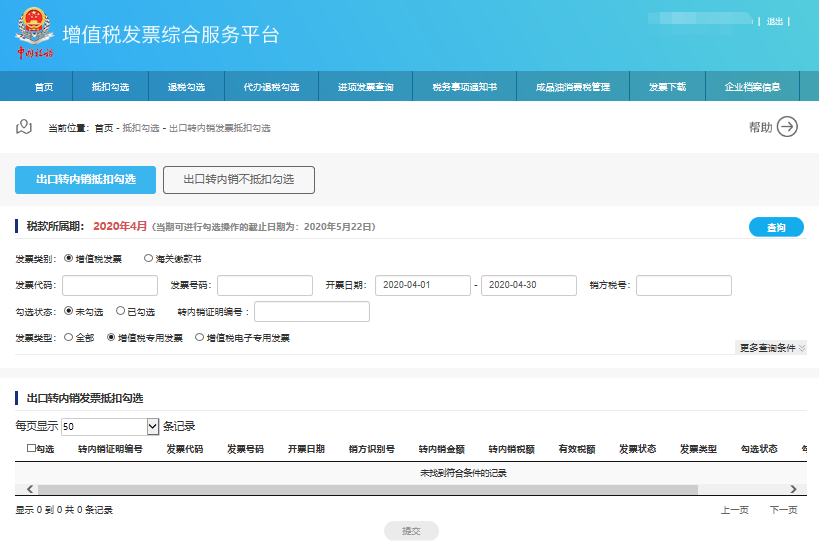 增值税发票综合服务平台
| 退出 |
中国税务
首页 抵扣勾选 退税勾选 代办退税勾选 进项发票查询 税务事项通知书 成品油消费税管理 发票下载 企业档案信息
当前位置：首页 - 抵扣勾选 - 出口转内销发票抵扣勾选 帮助
出口转内销抵扣勾选 出口转内销不抵扣勾选
税款所属期： 2020年4月 (当期可进行勾选操作的截止日期为：2020年5月22日) 查询
发票类别： 增值税发票 海关缴款书
发票代码： 发票号码： 开票日期： 2020-04-01 - 2020-04-30 销方税号：
勾选状态： 未勾选 已勾选 转内销证明编号：
发票类型： 全部 增值税专用发票 增值税电子专用发票
更多查询条件
出口转内销发票抵扣勾选
每页显示 50 条记录
勾选 转内销证明编号 发票代码 发票号码 开票日期 销方识别号 转内销金额 转内销税额 有效税额 发票状态 发票类型 勾选状态
未找到符合条件的记录
显示 0 到 0 共 0 条记录 上一页 下一页
提交